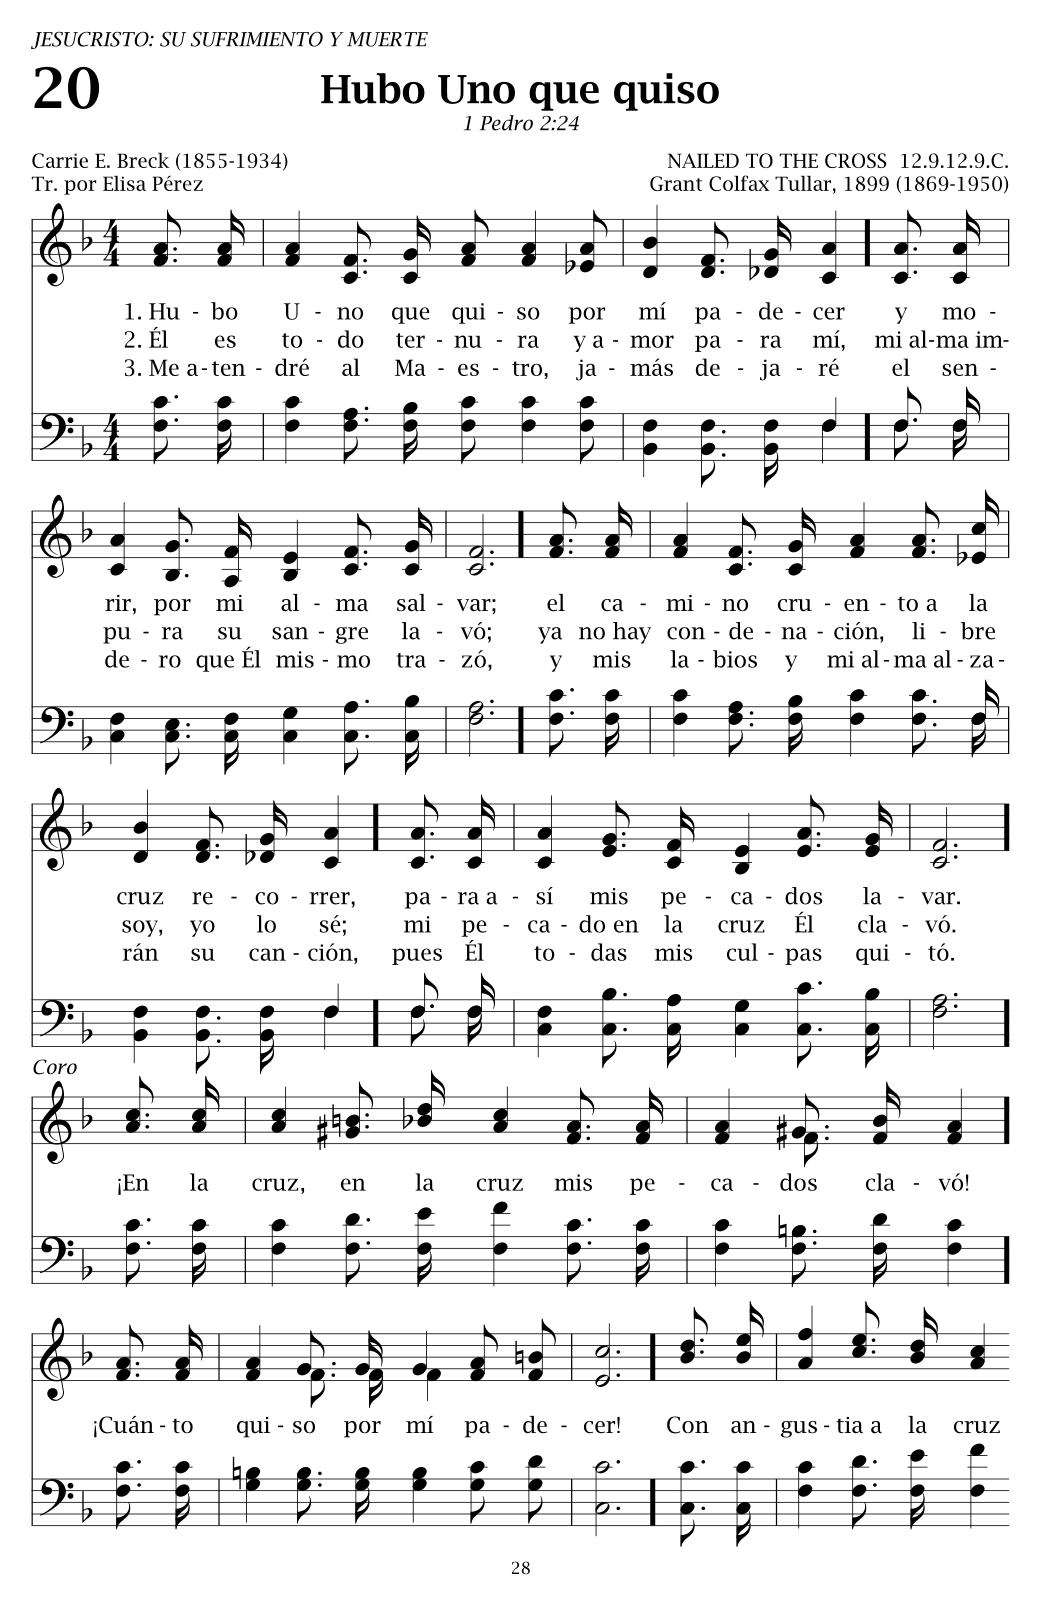 JESUCRISTO: SU SUFRIMIENTO Y MUERTE
20 Hubo Uno que quiso
1 Pedro 2:24
Carrie E. Breck (1855-1934) NAILED TO THE CROSS 12.9.12.9.C.
Tr. por Elisa Pérez Grant Colfax Tullar, 1899 (1869-1950)
1. Hu - bo U - no que qui - so por mí pa - de - cer y mo -
2. Él es to - do ter - nu - ra y a - mor pa - ra mí, mi al-ma im-
3. Me a-ten - dré al Ma - es - tro, ja - más de - ja - ré el sen -
rir, por mi al - ma sal - var; el ca - mi - no cru - en - to a la
pu - ra su san - gre la - vó; ya no hay con - de - na - ción, li - bre
de - ro que Él mis - mo tra - zó, y mis la - bios y mi al-ma al - za -
cruz re - co - rrer, pa - ra a - sí mis pe - ca - dos la - var.
soy, yo lo sé; mi pe - ca - do en la cruz Él cla - vó.
rán su can - ción, pues Él to - das mis cul - pas qui - tó.
Coro
¡En la cruz, en la cruz mis pe - ca - dos cla - vó!
¡Cuán - to qui - so por mí pa - de - cer! Con an - gus - tia a la cruz
28